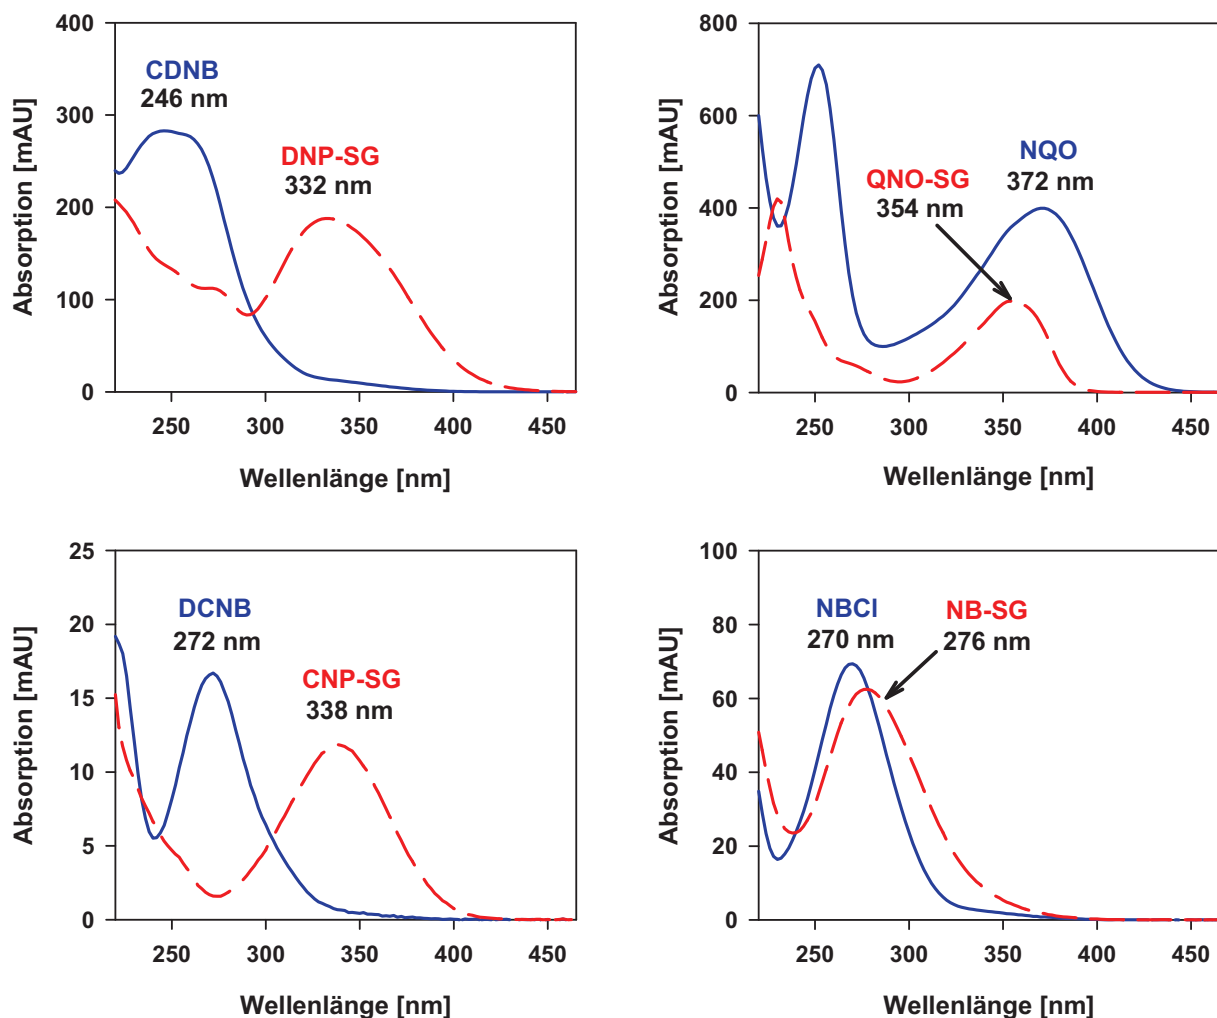 400
300
200
100
0
Absorption [mAU]
CDNB
246 nm
DNP-SG
332 nm
250 300 350 400 450
Wellenlänge [nm]
800
600
400
200
0
Absorption [mAU]
NQO
372 nm
QNO-SG
354 nm
250 300 350 400 450
Wellenlänge [nm]
25
20
15
10
5
0
Absorption [mAU]
DCNB
272 nm
CNP-SG
338 nm
250 300 350 400 450
Wellenlänge [nm]
100
80
60
40
20
0
Absorption [mAU]
NBCl
270 nm
NB-SG
276 nm
250 300 350 400 450
Wellenlänge [nm]